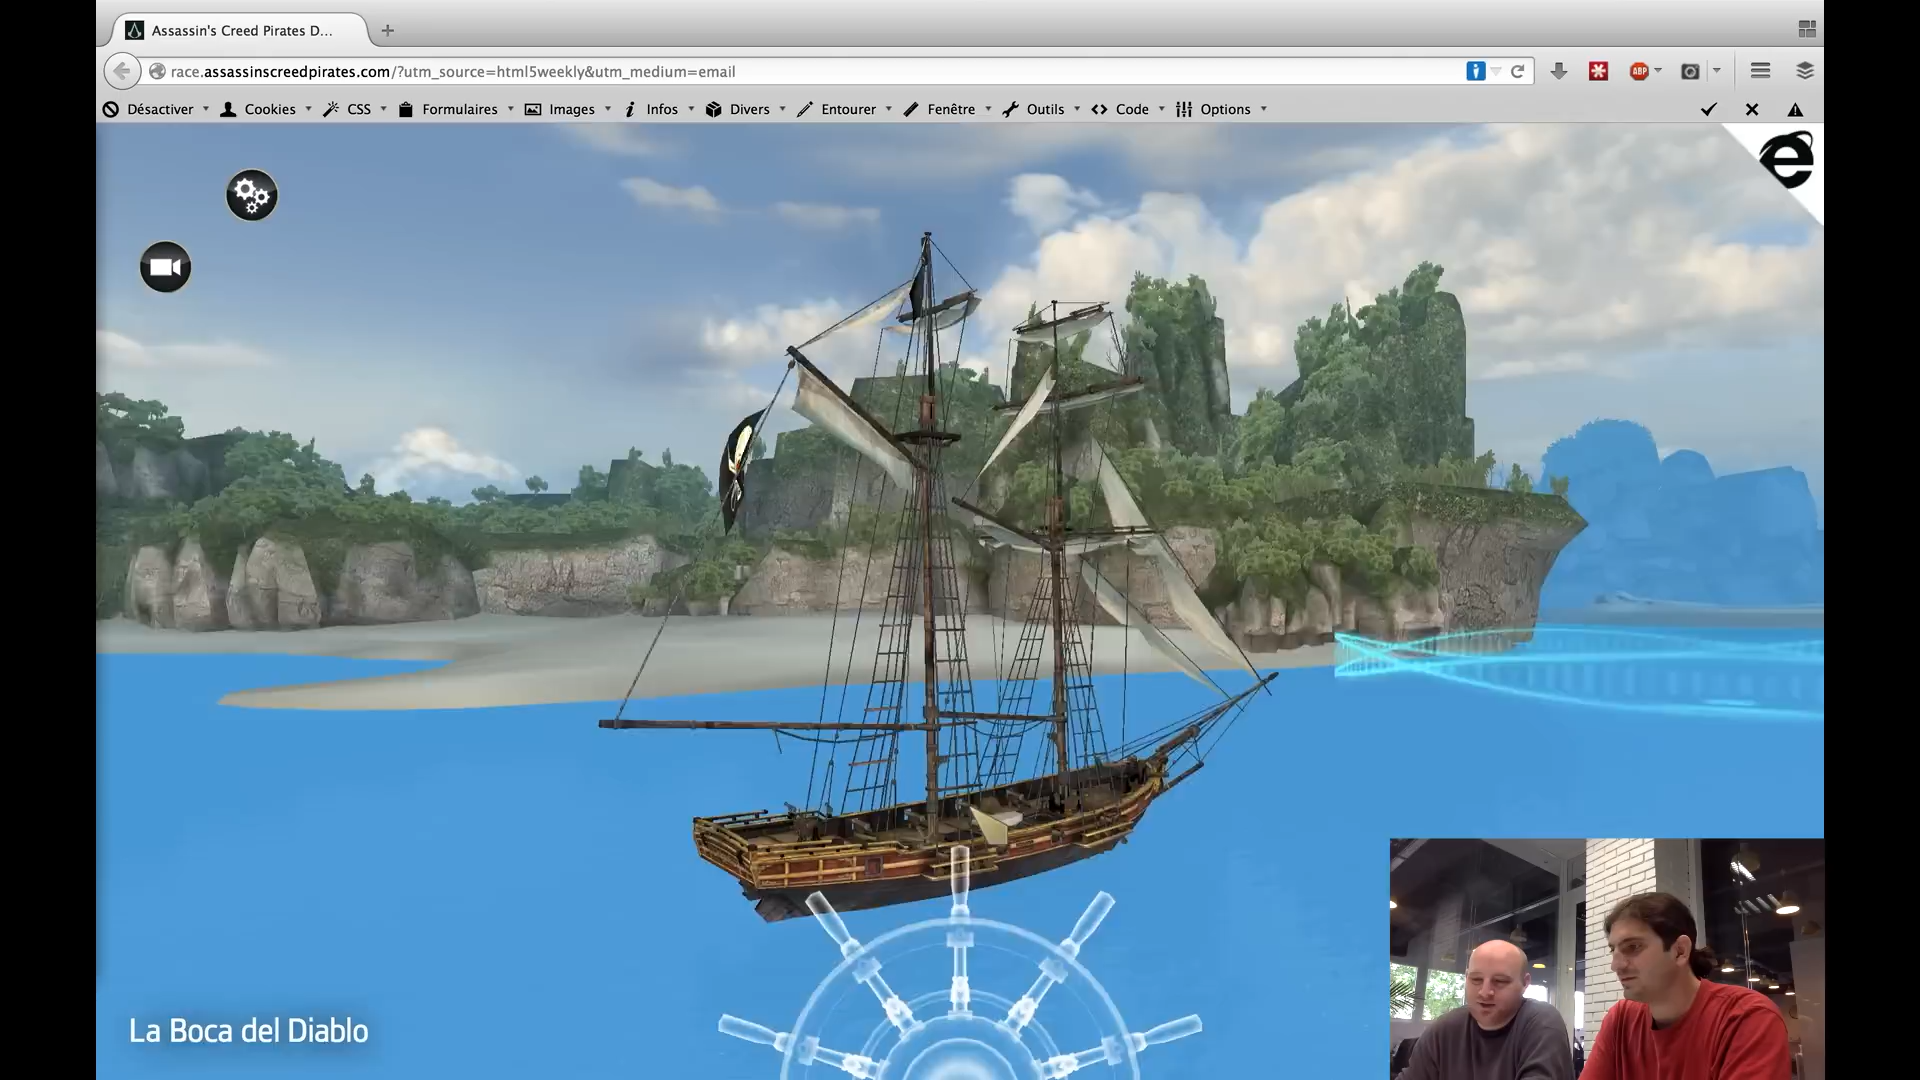 Assassin's Creed Pirates D...
race.assassinscreedpirates.com/?utm_source=html5weekly&utm_medium=email
ABP
Désactiver Cookies CSS Formulaires Images Infos Divers Entourer Fenêtre Outils Code Options
La Boca del Diablo